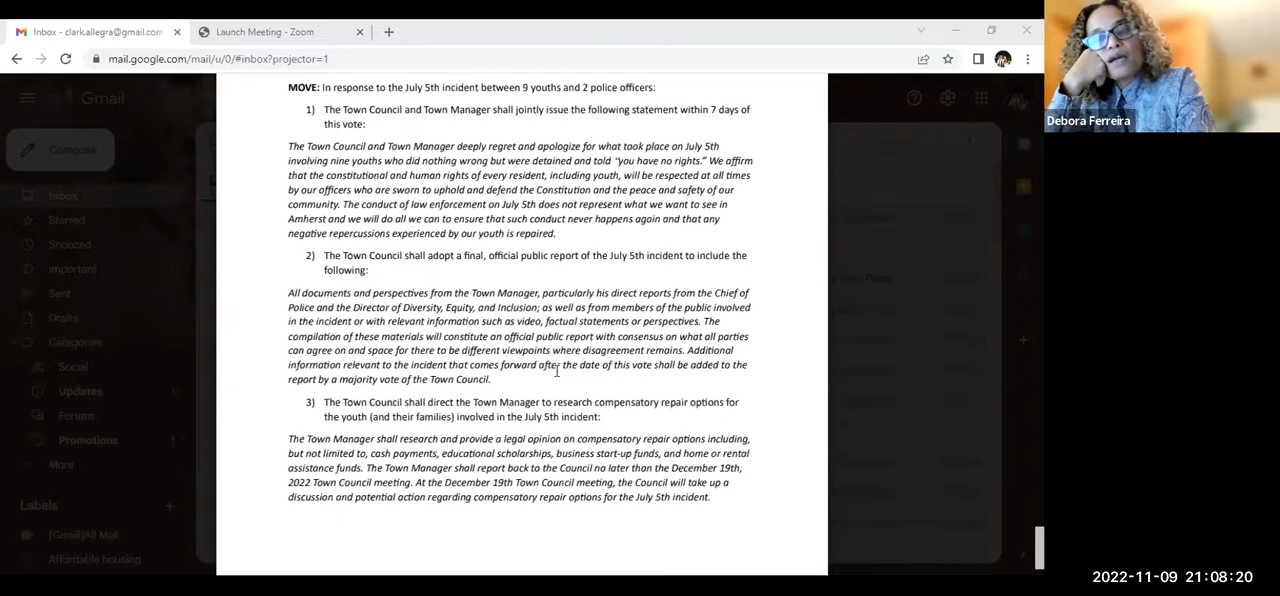 Inbox - clark.allegra@gmail.com
Launch Meeting - Zoom
mail.google.com/mail/u/0/#inbox?projector=1
Debora Ferreira
Gmail
Compose
Inbox
Starred
Snoozed
Important
Sent
Drafts
Categories
Social
Updates
Forums
Promotions
More
Labels
[Gmail]All Mail
Affordable housing
MOVE: In response to the July 5th incident between 9 youths and 2 police officers:
1) The Town Council and Town Manager shall jointly issue the following statement within 7 days of
this vote:
The Town Council and Town Manager deeply regret and apologize for what took place on July 5th
involving nine youths who did nothing wrong but were detained and told “you have no rights.” We affirm
that the constitutional and human rights of every resident, including youth, will be respected at all times
by our officers who are sworn to uphold and defend the Constitution and the peace and safety of our
community. The conduct of law enforcement on July 5th does not represent what we want to see in
Amherst and we will do all we can to ensure that such conduct never happens again and that any
negative repercussions experienced by our youth is repaired.
2) The Town Council shall adopt a final, official public report of the July 5th incident to include the
following:
All documents and perspectives from the Town Manager, particularly his direct reports from the Chief of
Police and the Director of Diversity, Equity, and Inclusion; as well as from members of the public involved
in the incident or with relevant information such as video, factual statements or perspectives. The
compilation of these materials will constitute an official public report with consensus on what all parties
can agree on and space for there to be different viewpoints where disagreement remains. Additional
information relevant to the incident that comes forward after the date of this vote shall be added to the
report by a majority vote of the Town Council.
3) The Town Council shall direct the Town Manager to research compensatory repair options for
the youth (and their families) involved in the July 5th incident:
The Town Manager shall research and provide a legal opinion on compensatory repair options including,
but not limited to, cash payments, educational scholarships, business start-up funds, and home or rental
assistance funds. The Town Manager shall report back to the Council no later than the December 19th,
2022 Town Council meeting. At the December 19th Town Council meeting, the Council will take up a
discussion and potential action regarding compensatory repair options for the July 5th incident.
2022-11-09 21:08:20